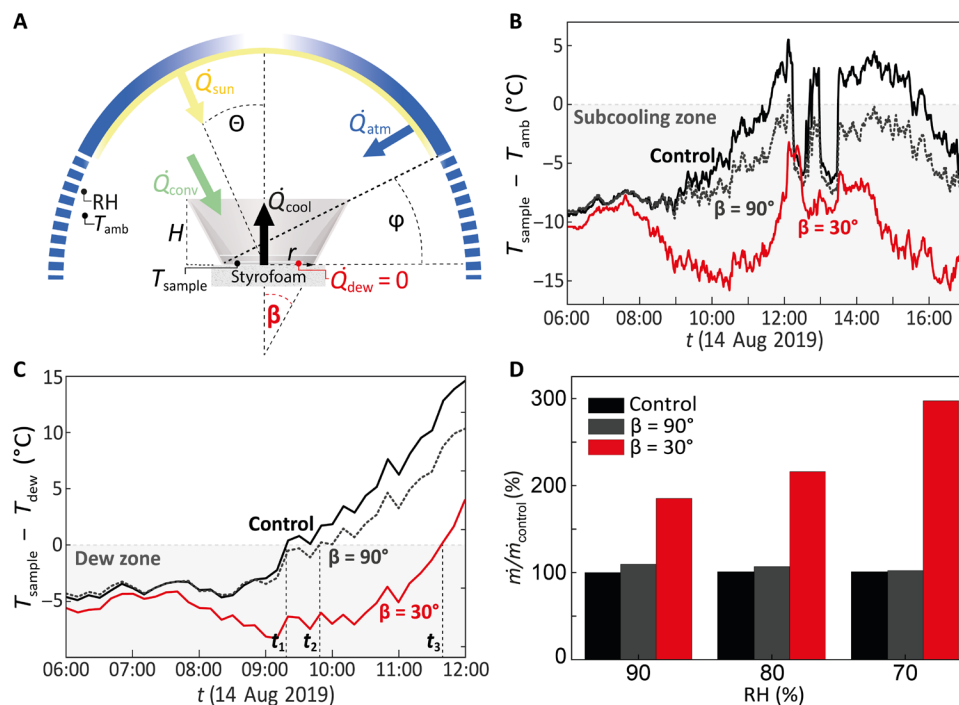 A
Q̇sun
Θ
Q̇atm
Q̇conv
Q̇cool
RH
Tamb
H
φ
r
Tsample
Styrofoam
Q̇dew = 0
β
B
Tsample − Tamb (°C)
5
0
−5
−10
−15
Subcooling zone
Control
β = 90°
β = 30°
06:00 08:00 10:00 12:00 14:00 16:00
t (14 Aug 2019)
C
Tsample − Tdew (°C)
15
10
5
0
−5
Control
Dew zone
β = 90°
β = 30°
t1 t2 t3
06:00 07:00 08:00 09:00 10:00 11:00 12:00
t (14 Aug 2019)
D
ṁ/ṁcontrol (%)
300
200
100
0
Control
β = 90°
β = 30°
90 80 70
RH (%)